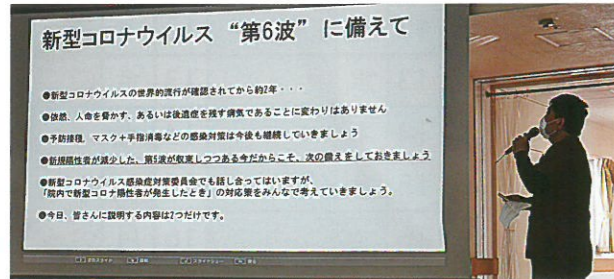 新型コロナウイルス “第6波” に備えて
●新型コロナウイルスの世界的流行が確認されてから約2年・・・
●依然、人命を脅かす、あるいは後遺症を残す病気であることに変わりはありません
●予防接種、マスク+手指消毒などの感染対策は今後も継続していきましょう
●新規陽性者が減少した、第5波が収束しつつある今だからこそ、次の備えをしておきましょう
●新型コロナウイルス感染症対策委員会でも話し合ってはいますが、
「院内で新型コロナ陽性者が発生したとき」の対応策をみんなで考えていきましょう。
●今日、皆さんに説明する内容は2つだけです。